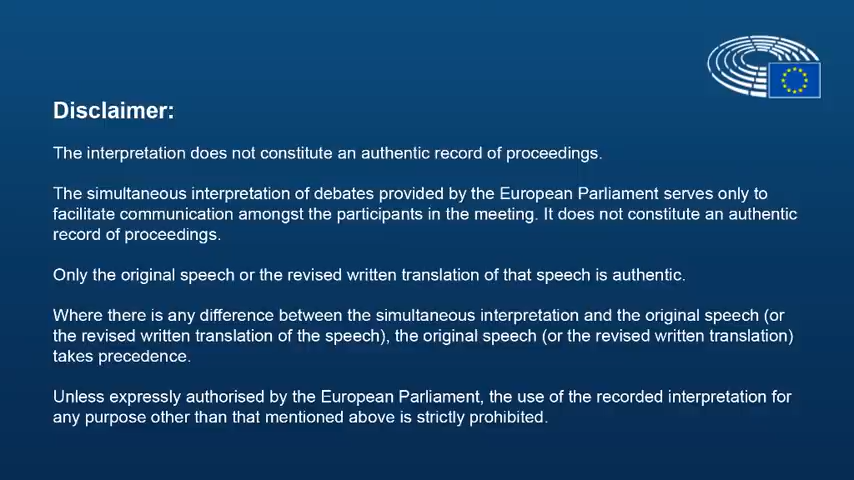 Disclaimer:
The interpretation does not constitute an authentic record of proceedings.
The simultaneous interpretation of debates provided by the European Parliament serves only to
facilitate communication amongst the participants in the meeting. It does not constitute an authentic
record of proceedings.
Only the original speech or the revised written translation of that speech is authentic.
Where there is any difference between the simultaneous interpretation and the original speech (or
the revised written translation of the speech), the original speech (or the revised written translation)
takes precedence.
Unless expressly authorised by the European Parliament, the use of the recorded interpretation for
any purpose other than that mentioned above is strictly prohibited.